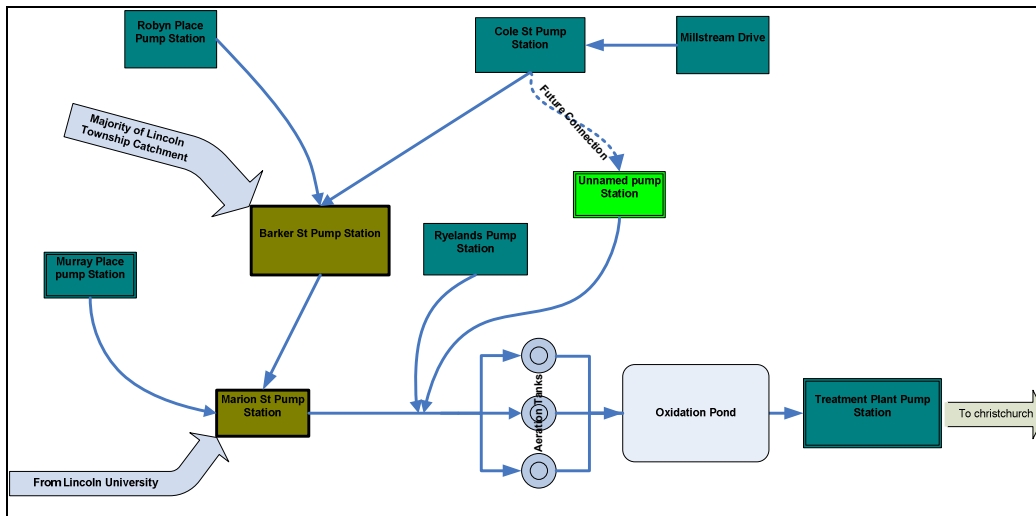 Robyn Place
Pump Station
Cole St Pump
Station
Millstream Drive
Future Connection
Majority of Lincoln
Township Catchment
Unnamed pump
Station
Barker St Pump Station
Ryelands Pump
Station
Murray Place
pump Station
Marion St Pump
Station
Aeration Tanks
Oxidation Pond
Treatment Plant Pump
Station
To christchurch
From Lincoln University